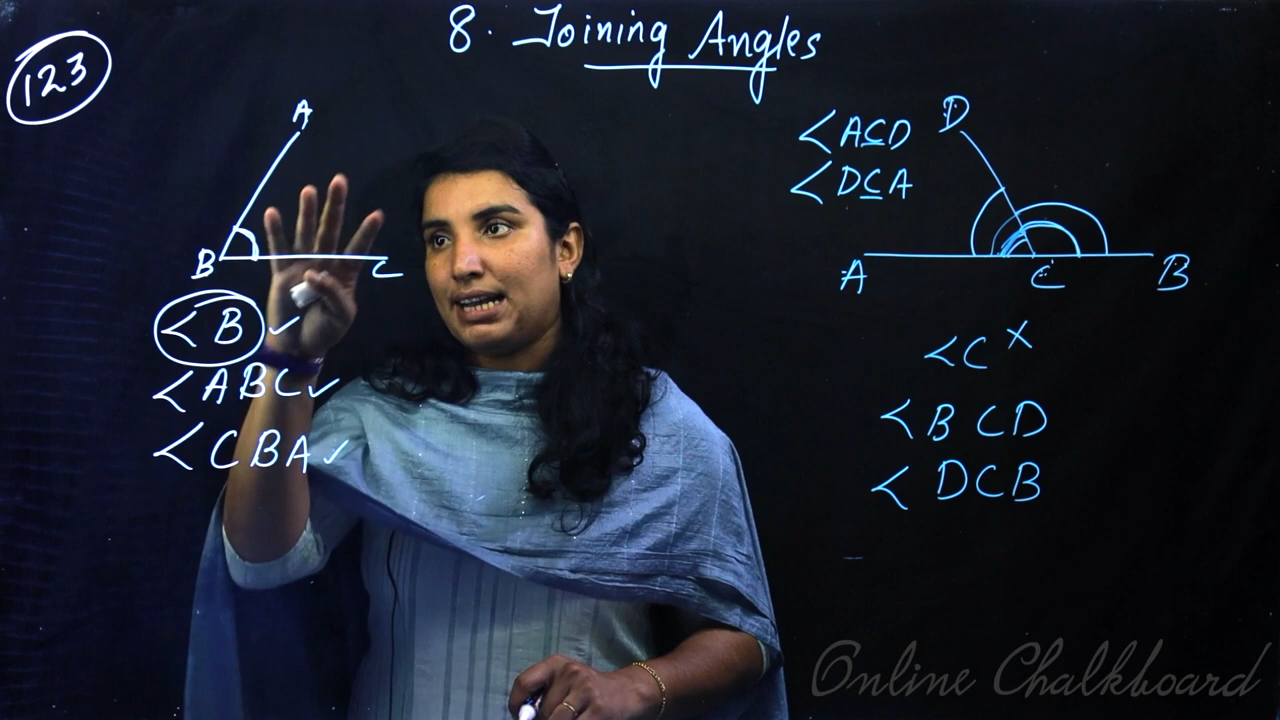 8. Joining Angles
123
A
B
C
<B ✓
<ABC ✓
<CBA ✓
<ACD
<DCA
D
A
C
B
<C ×
<BCD
<DCB
Online Chalkboard